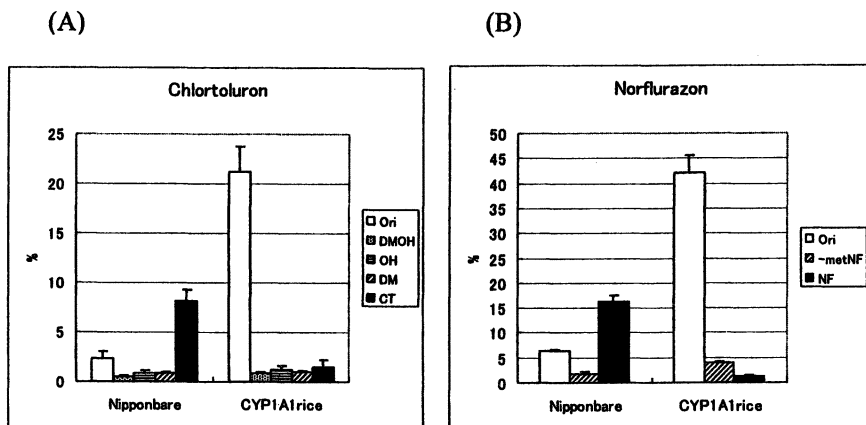 (A)
Chlortoluron
25
20
15
10
5
0
%
Nipponbare
CYP1A1rice
Ori
DMOH
OH
DM
CT
(B)
Norflurazon
50
45
40
35
30
25
20
15
10
5
0
%
Nipponbare
CYP1A1rice
Ori
-metNF
NF